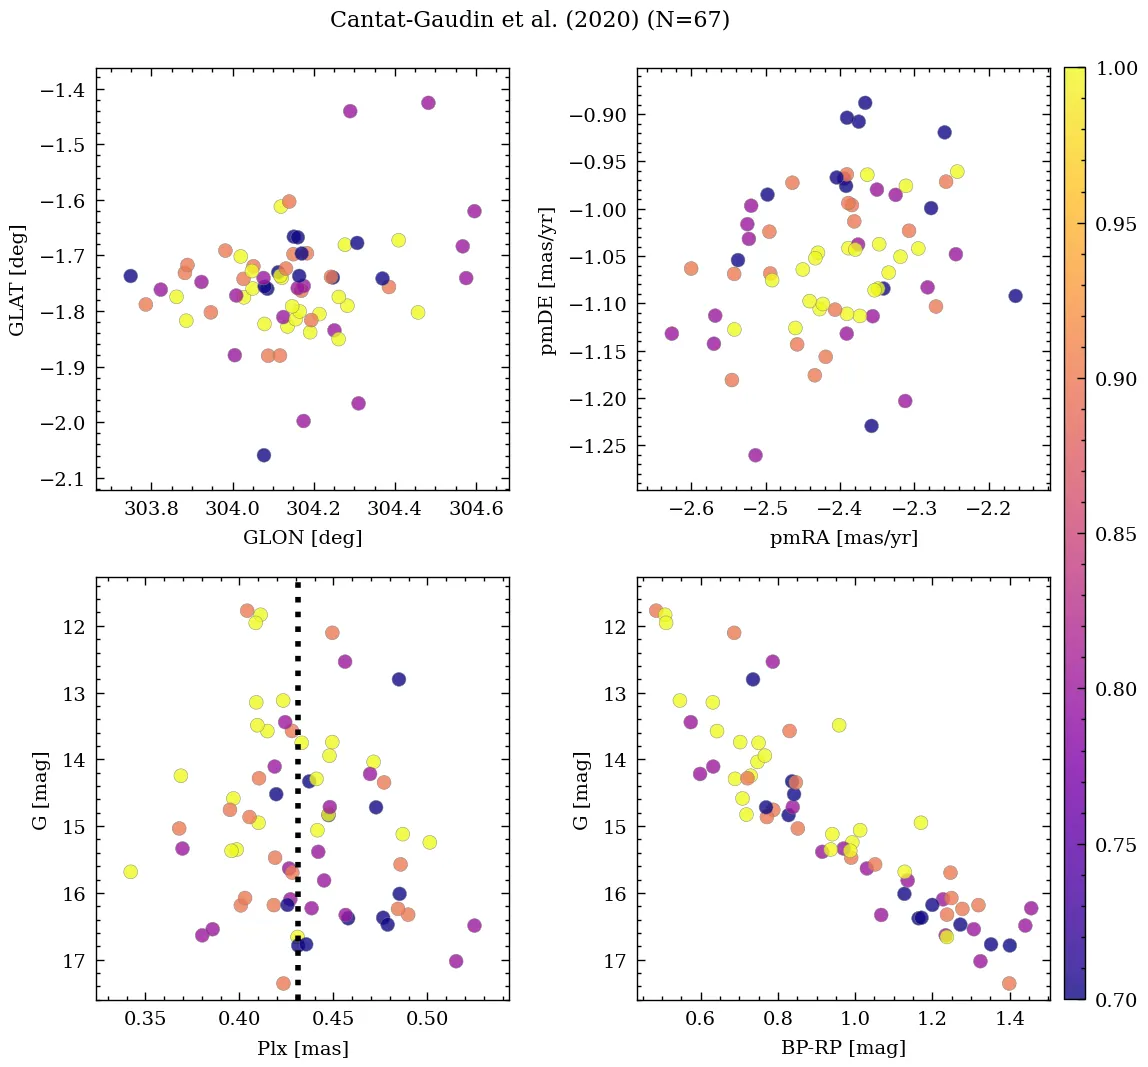 Cantat-Gaudin et al. (2020) (N=67)
−1.4
−1.5
−1.6
−1.7
−1.8
−1.9
−2.0
−2.1
GLAT [deg]
303.8 304.0 304.2 304.4 304.6
GLON [deg]
−0.90
−0.95
−1.00
−1.05
−1.10
−1.15
−1.20
−1.25
pmDE [mas/yr]
−2.6 −2.5 −2.4 −2.3 −2.2
pmRA [mas/yr]
1.00
0.95
0.90
0.85
0.80
0.75
0.70
12
13
14
15
16
17
G [mag]
0.35 0.40 0.45 0.50
Plx [mas]
12
13
14
15
16
17
G [mag]
0.6 0.8 1.0 1.2 1.4
BP-RP [mag]